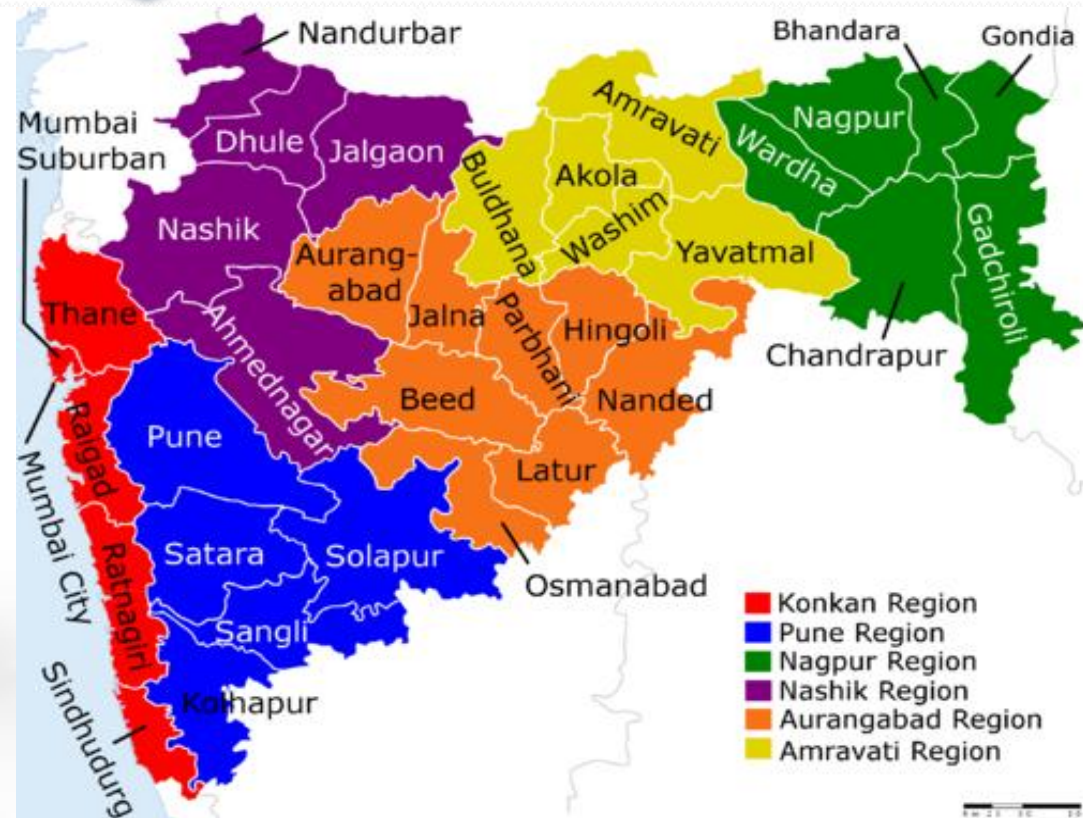 Nandurbar
Bhandara
Gondia
Mumbai
Suburban
Dhule
Jalgaon
Amravati
Nagpur
Wardha
Akola
Buldhana
Washim
Nashik
Aurang-
abad
Yavatmal
Gadchiroli
Thane
Ahmednagar
Jalna
Parbhani
Hingoli
Chandrapur
Beed
Nanded
Raigad
Pune
Latur
Mumbai City
Ratnagiri
Satara
Solapur
Osmanabad
Sangli
Sindhudurg
Kolhapur
Konkan Region
Pune Region
Nagpur Region
Nashik Region
Aurangabad Region
Amravati Region